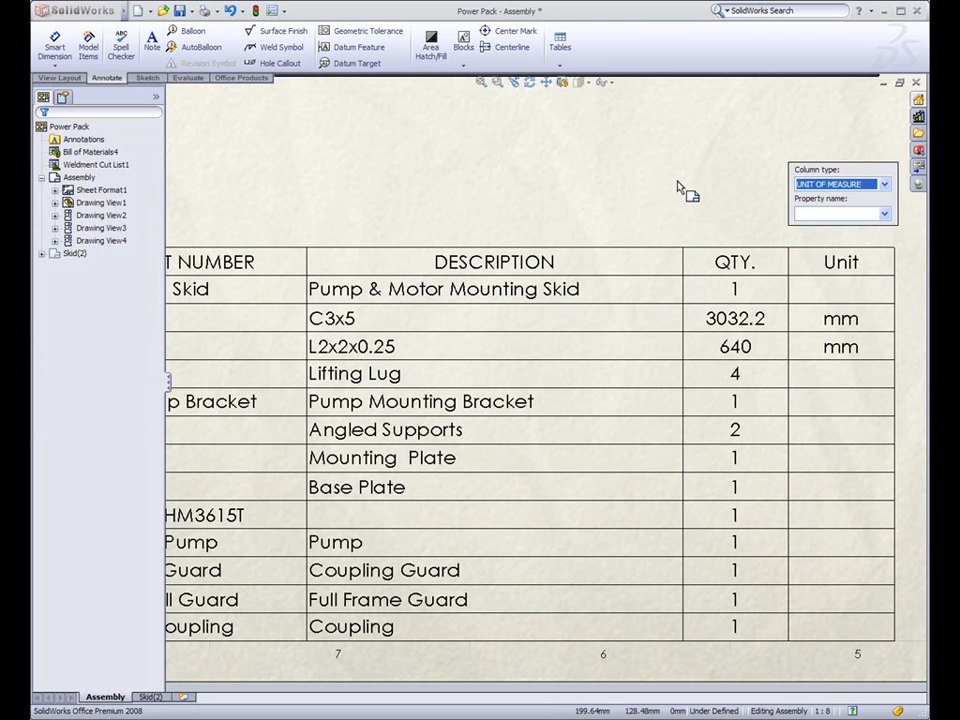 SolidWorks
Power Pack - Assembly *
SolidWorks Search
Smart Dimension
Model Items
Spell Checker
Note
Balloon
AutoBalloon
Revision Symbol
Surface Finish
Weld Symbol
Hole Callout
Geometric Tolerance
Datum Feature
Datum Target
Area Hatch/Fill
Blocks
Center Mark
Centerline
Tables
View Layout
Annotate
Sketch
Evaluate
Office Products
Power Pack
Annotations
Bill of Materials4
Weldment Cut List1
Assembly
Sheet Format1
Drawing View1
Drawing View2
Drawing View3
Drawing View4
Skid(2)
Column type:
UNIT OF MEASURE
Property name:
T NUMBER DESCRIPTION QTY. Unit
Skid Pump & Motor Mounting Skid 1
C3x5 3032.2 mm
L2x2x0.25 640 mm
Lifting Lug 4
p Bracket Pump Mounting Bracket 1
Angled Supports 2
Mounting Plate 1
Base Plate 1
HM3615T 1
Pump Pump 1
Guard Coupling Guard 1
ll Guard Full Frame Guard 1
oupling Coupling 1
7 6 5
Assembly Skid(2)
SolidWorks Office Premium 2008
199.64mm 128.48mm 0mm Under Defined Editing Assembly 1 : 8